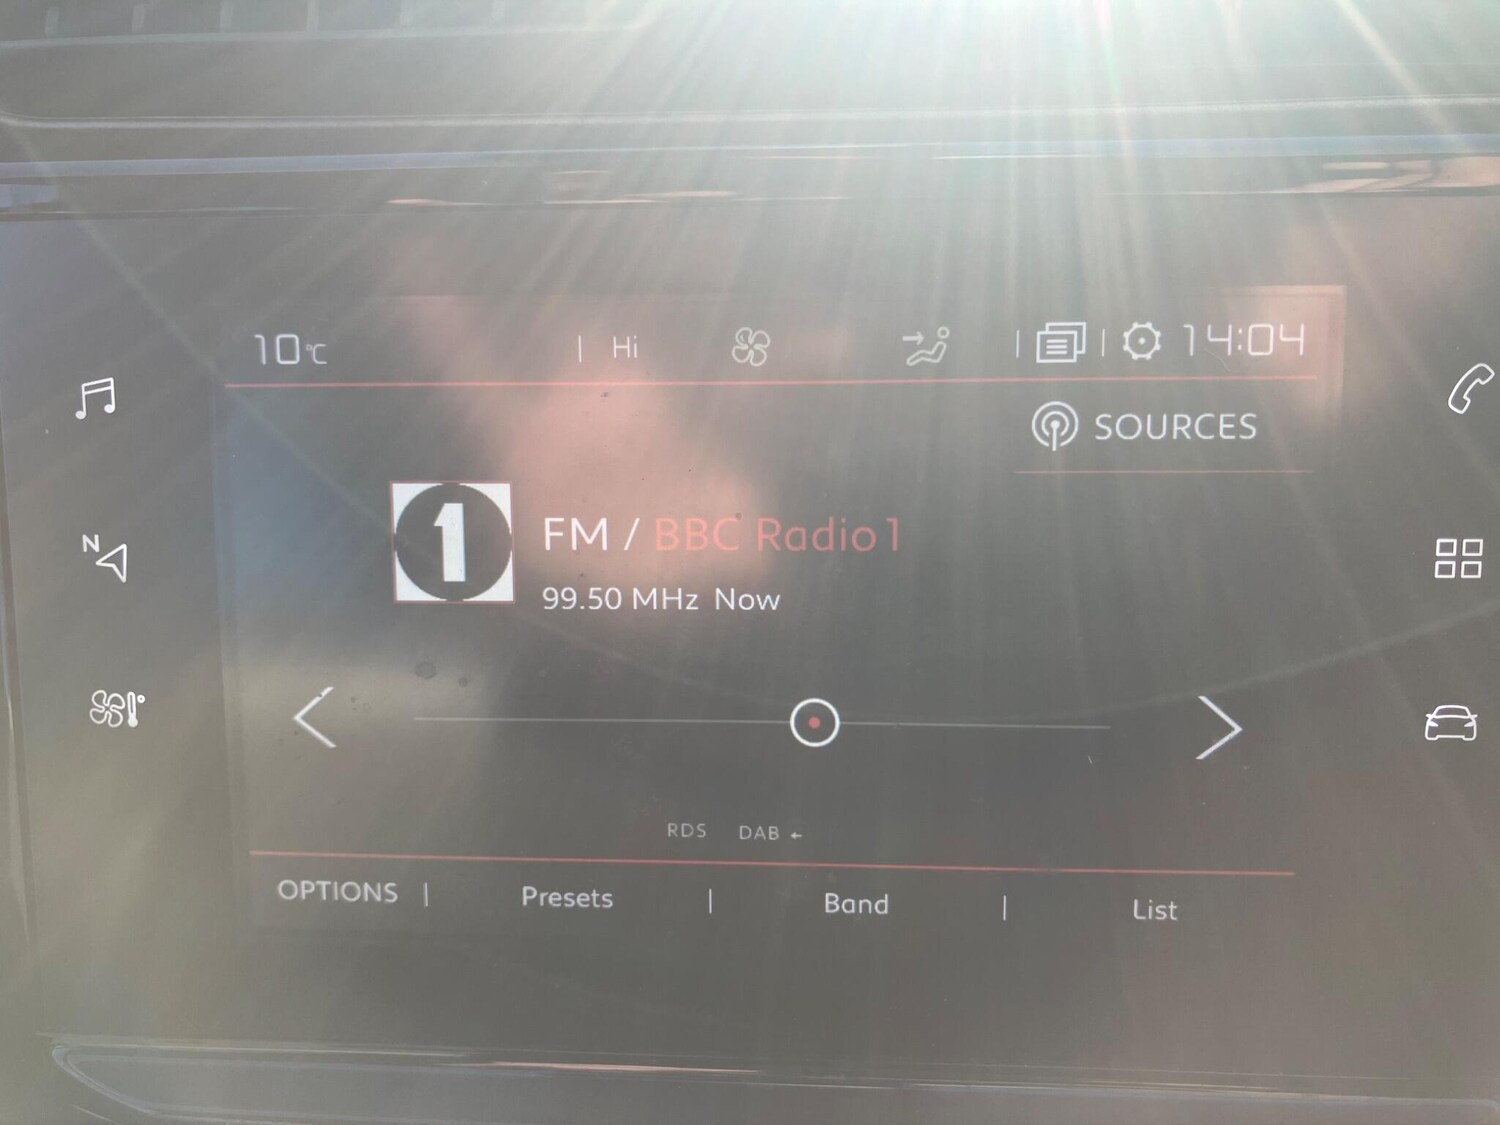 10°C | Hi | | 14:04
SOURCES
1
FM / BBC Radio 1
99.50 MHz Now
N
RDS DAB ←
OPTIONS | Presets | Band | List